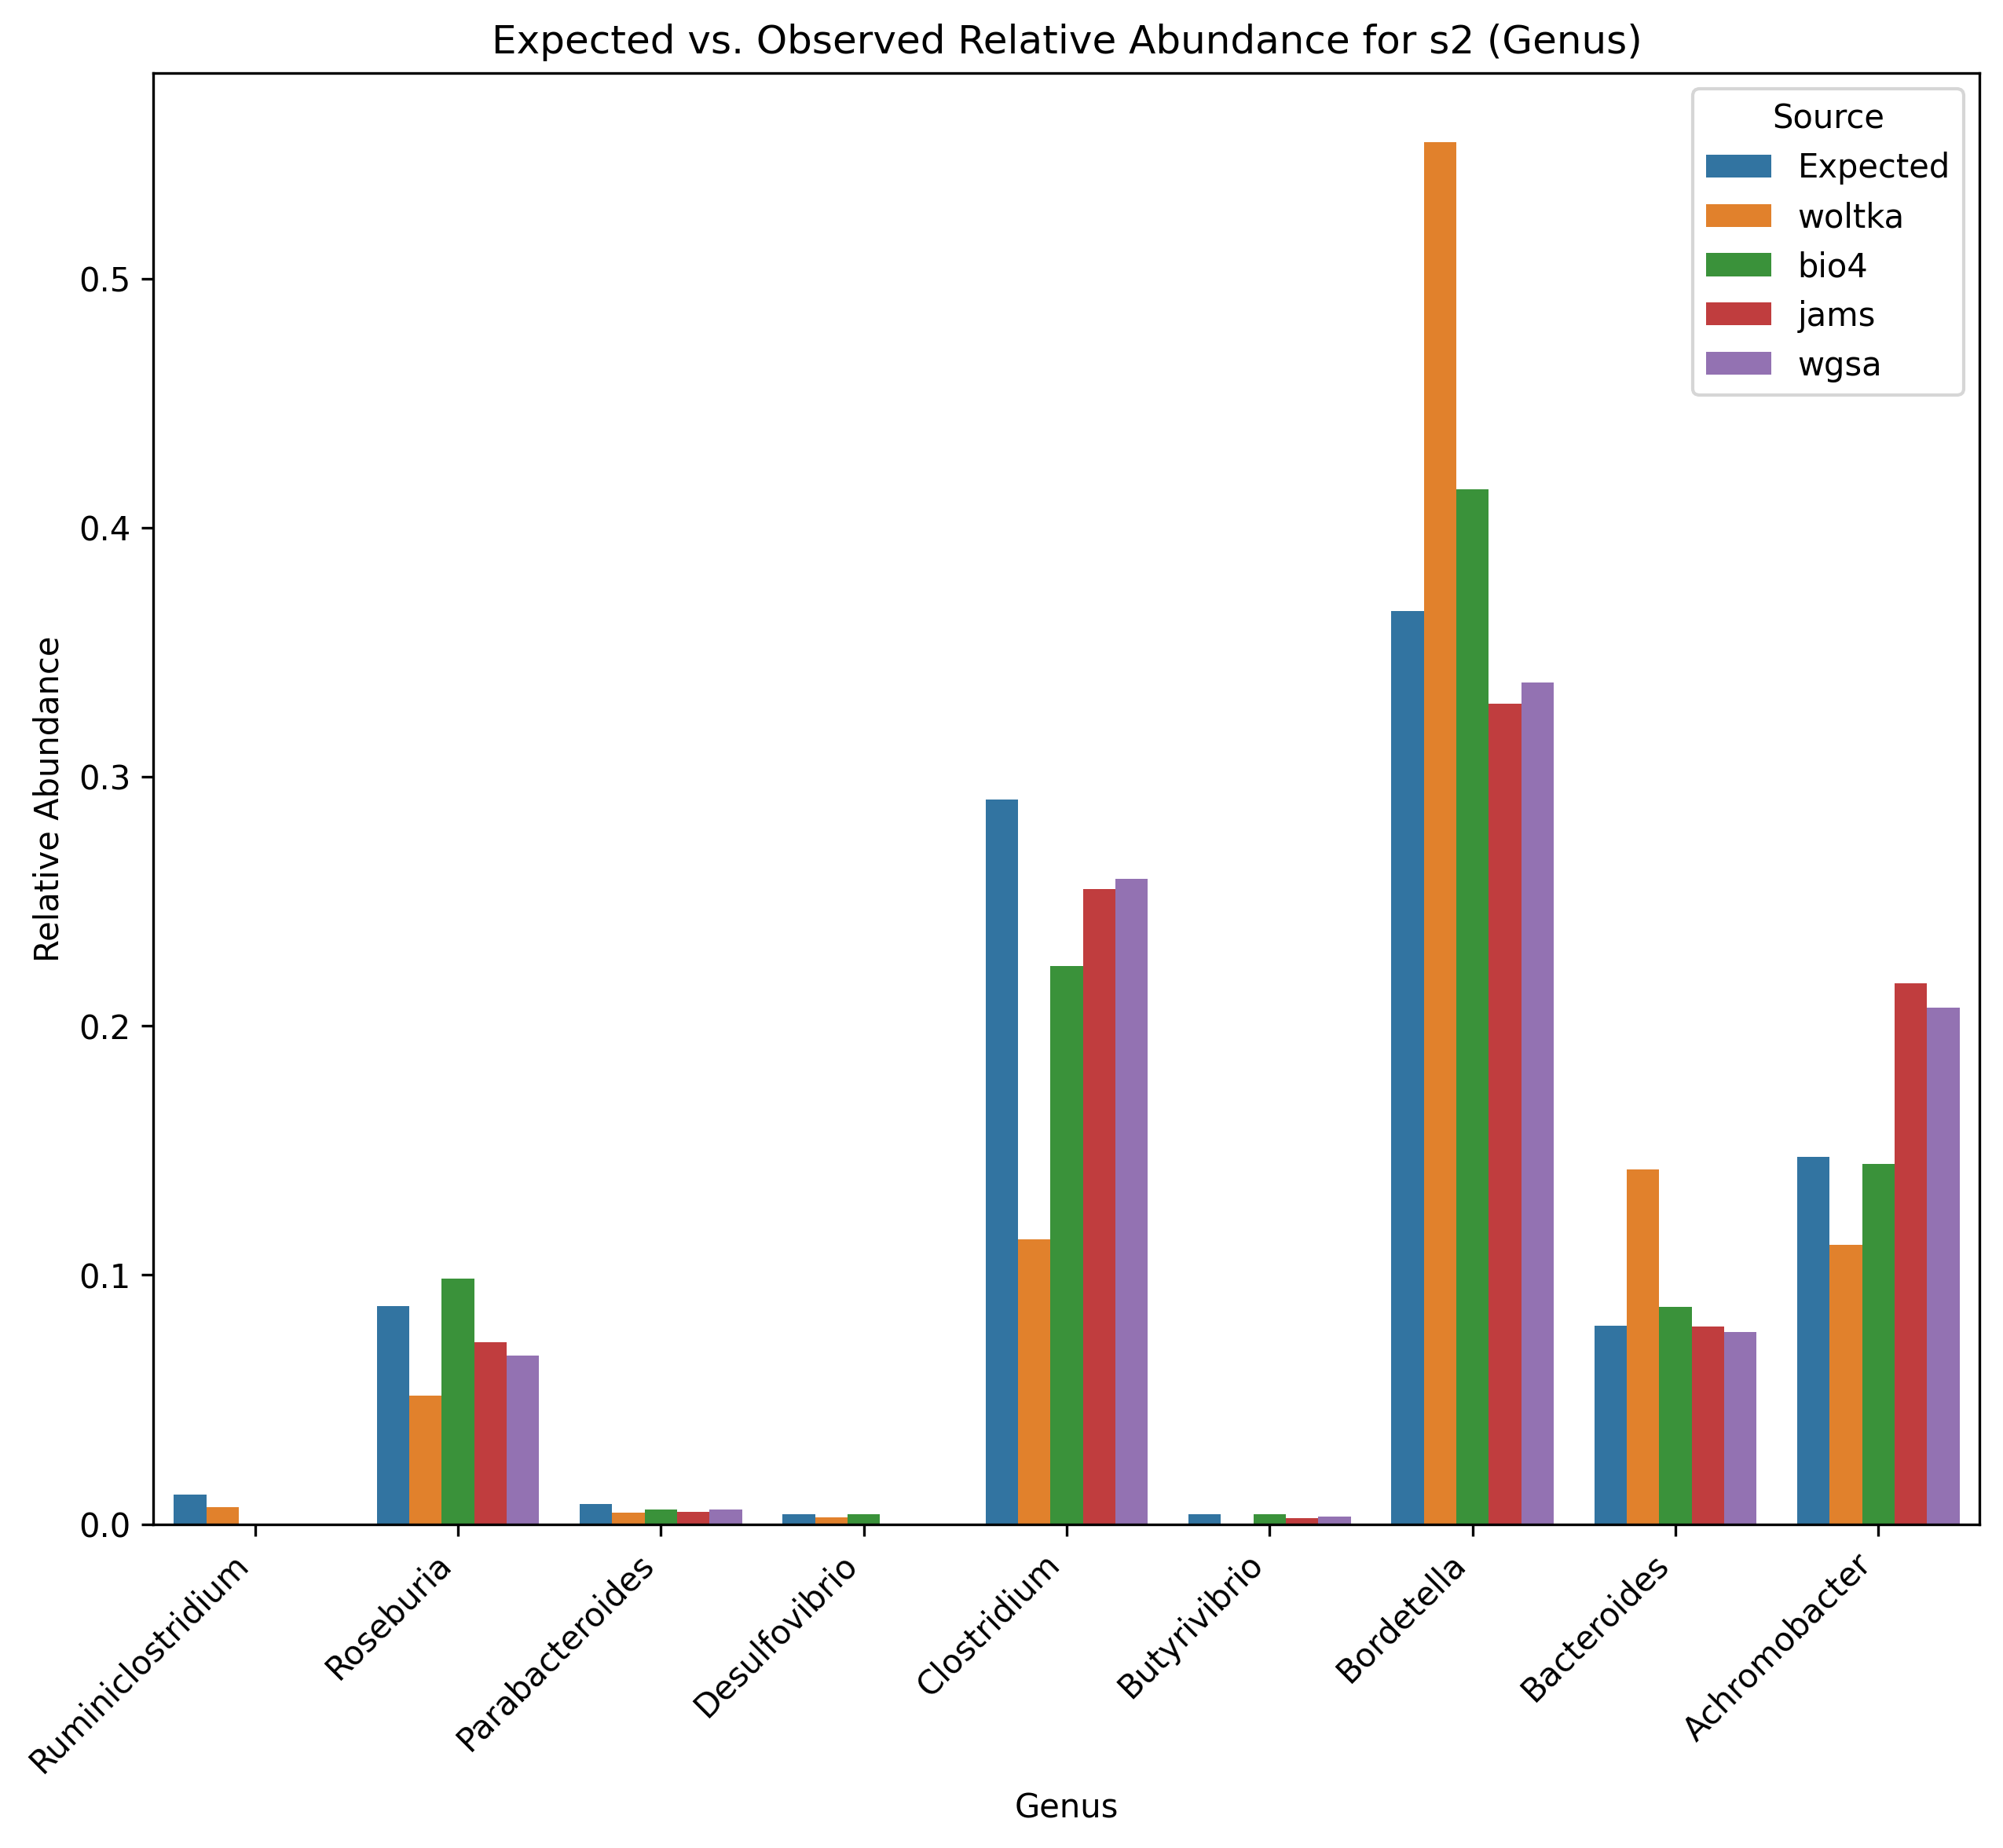 Expected vs. Observed Relative Abundance for s2 (Genus)
Source
Expected
woltka
bio4
jams
wgsa
Relative Abundance
0.5
0.4
0.3
0.2
0.1
0.0
Ruminiclostridium
Roseburia
Parabacteroides
Desulfovibrio
Clostridium
Butyrivibrio
Bordetella
Bacteroides
Achromobacter
Genus